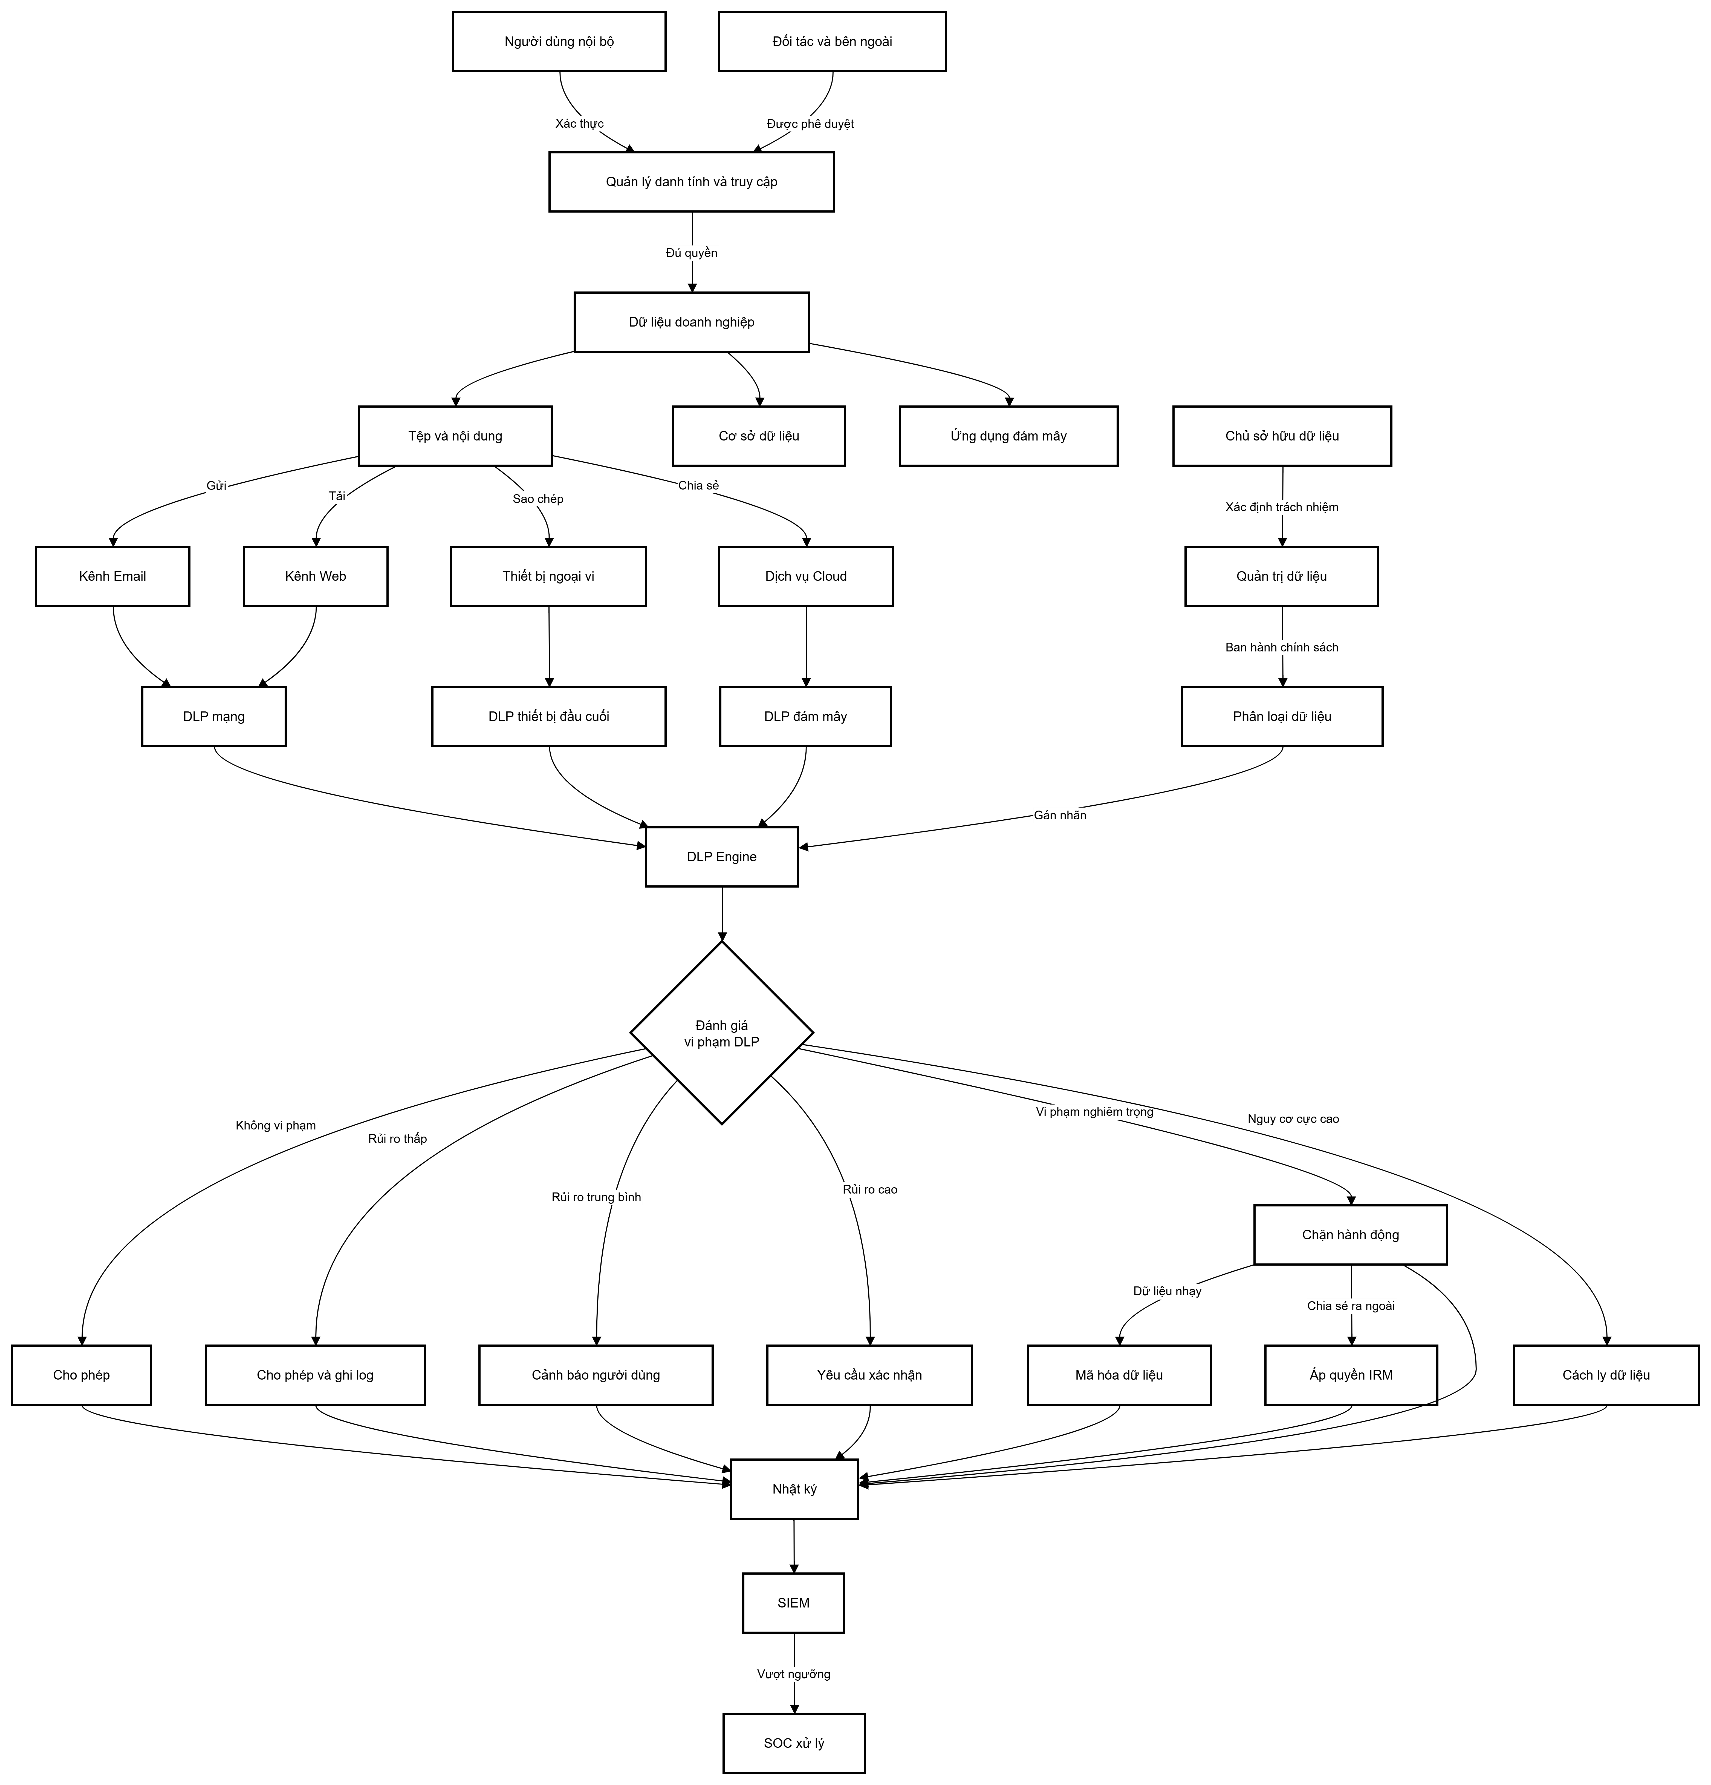 Người dùng nội bộ
Đối tác và bên ngoài
Xác thực
Được phê duyệt
Quản lý danh tính và truy cập
Đủ quyền
Dữ liệu doanh nghiệp
Tệp và nội dung
Cơ sở dữ liệu
Ứng dụng đám mây
Chủ sở hữu dữ liệu
Gửi
Tải
Sao chép
Chia sẻ
Xác định trách nhiệm
Kênh Email
Kênh Web
Thiết bị ngoại vi
Dịch vụ Cloud
Quản trị dữ liệu
Ban hành chính sách
DLP mạng
DLP thiết bị đầu cuối
DLP đám mây
Phân loại dữ liệu
Gán nhãn
DLP Engine
Đánh giá
vi phạm DLP
Không vi phạm
Rủi ro thấp
Rủi ro trung bình
Rủi ro cao
Vi phạm nghiêm trọng
Nguy cơ cực cao
Chặn hành động
Dữ liệu nhạy
Chia sẻ ra ngoài
Cho phép
Cho phép và ghi log
Cảnh báo người dùng
Yêu cầu xác nhận
Mã hóa dữ liệu
Áp quyền IRM
Cách ly dữ liệu
Nhật ký
SIEM
Vượt ngưỡng
SOC xử lý